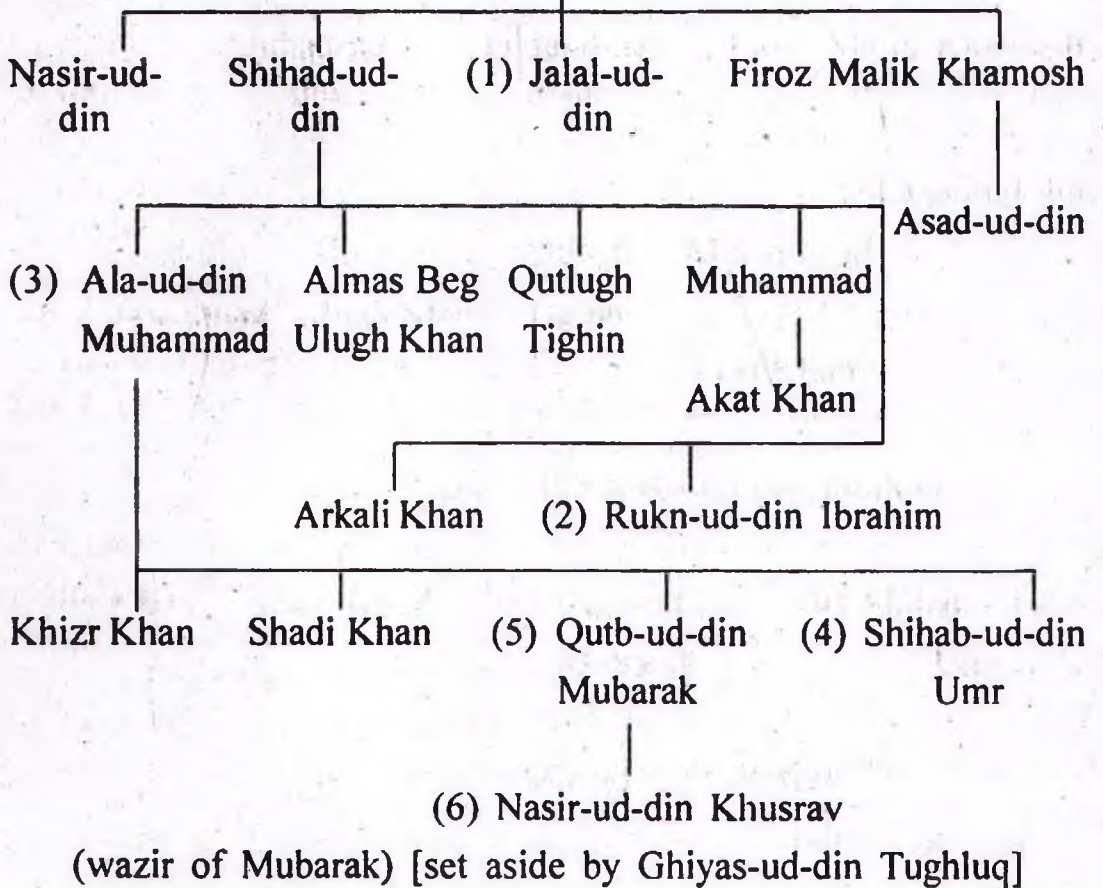 Nasir-ud- Shihad-ud- (1) Jalal-ud- Firoz Malik Khamosh
din din din
Asad-ud-din
(3) Ala-ud-din Almas Beg Qutlugh Muhammad
Muhammad Ulugh Khan Tighin
Akat Khan
Arkali Khan (2) Rukn-ud-din Ibrahim
Khizr Khan Shadi Khan (5) Qutb-ud-din (4) Shihab-ud-din
Mubarak Umr
(6) Nasir-ud-din Khusrav
(wazir of Mubarak) [set aside by Ghiyas-ud-din Tughluq]